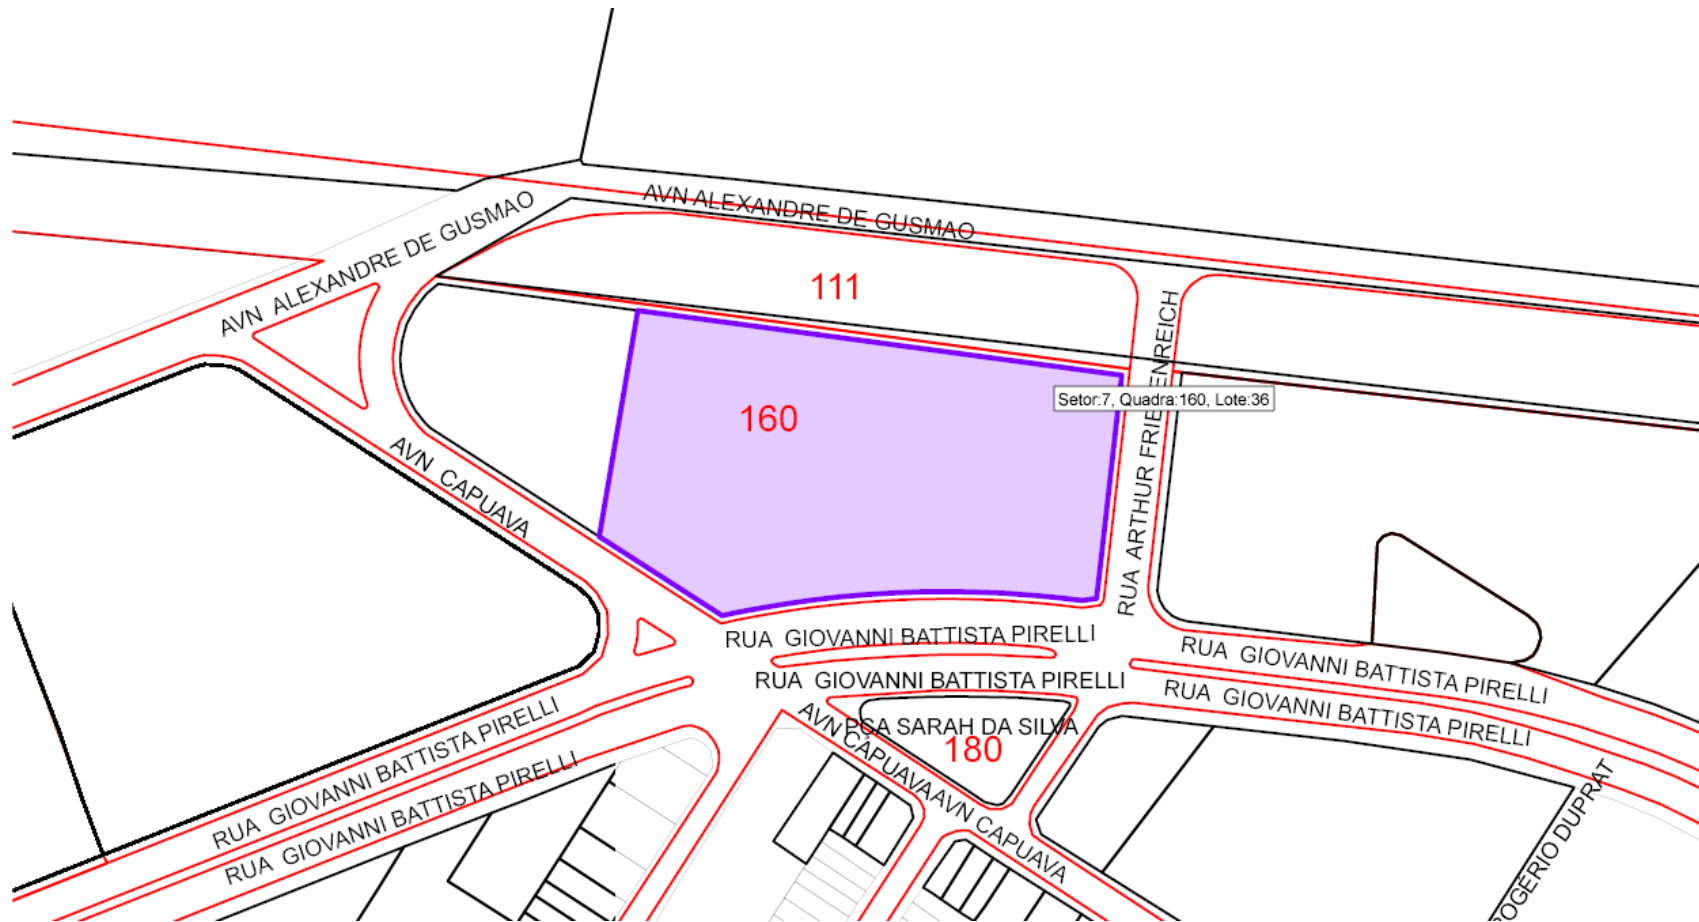 AVN ALEXANDRE DE GUSMAO
AVN ALEXANDRE DE GUSMAO
111
160
Setor:7, Quadra:160, Lote:36
RUA ARTHUR FRIEDENREICH
AVN CAPUAVA
RUA GIOVANNI BATTISTA PIRELLI
RUA GIOVANNI BATTISTA PIRELLI
RUA GIOVANNI BATTISTA PIRELLI
RUA GIOVANNI BATTISTA PIRELLI
PCA SARAH DA SILVA
180
AVN CAPUAVA
AVN CAPUAVA
RUA GIOVANNI BATTISTA PIRELLI
RUA GIOVANNI BATTISTA PIRELLI
ROGERIO DUPRAT